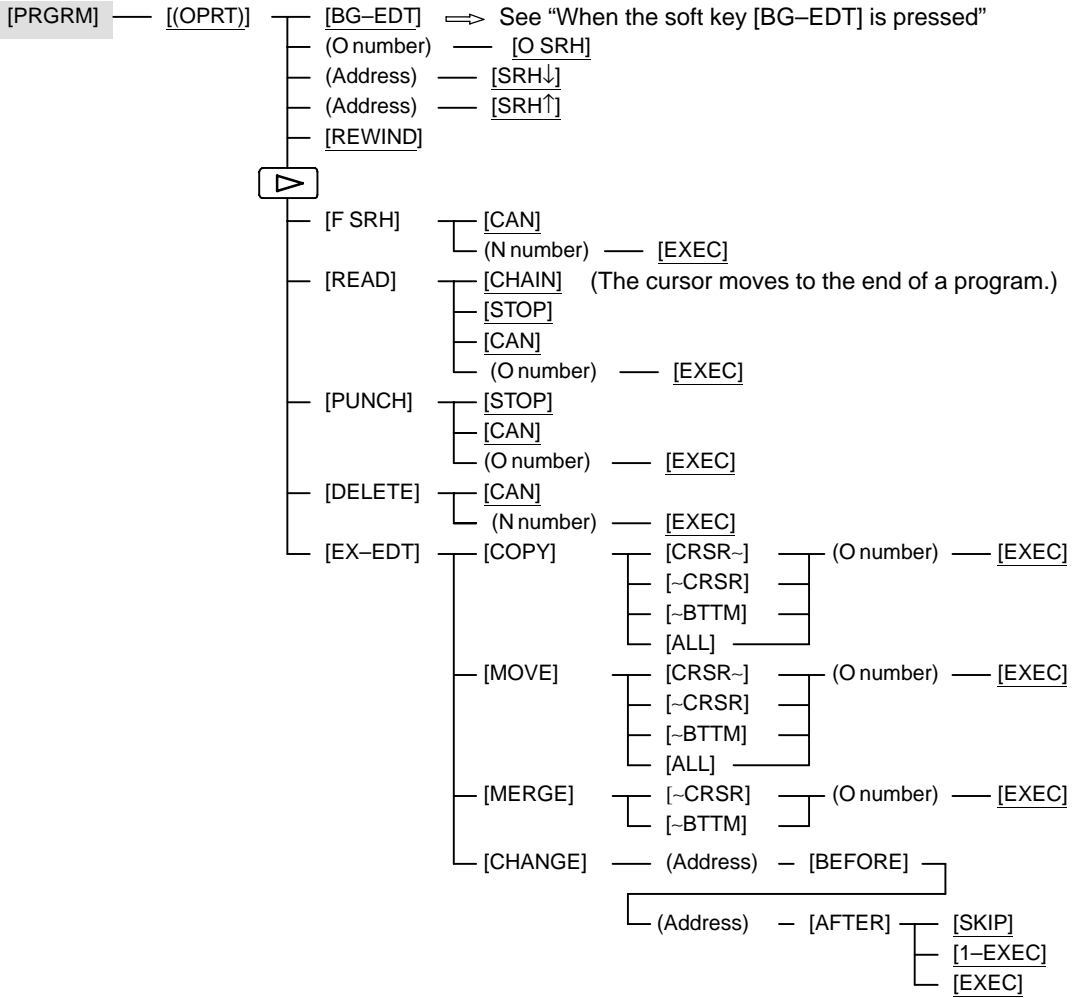 [PRGRM] [(OPRT)] [BG–EDT] See “When the soft key [BG–EDT] is pressed”
(O number) [O SRH]
(Address) [SRH↓]
(Address) [SRH↑]
[REWIND]
[F SRH] [CAN]
(N number) [EXEC]
[READ] [CHAIN] (The cursor moves to the end of a program.)
[STOP]
[CAN]
(O number) [EXEC]
[PUNCH] [STOP]
[CAN]
(O number) [EXEC]
[DELETE] [CAN]
(N number) [EXEC]
[EX–EDT] [COPY] [CRSR~] (O number) [EXEC]
[~CRSR]
[~BTTM]
[ALL]
[MOVE] [CRSR~] (O number) [EXEC]
[~CRSR]
[~BTTM]
[ALL]
[MERGE] [~CRSR] (O number) [EXEC]
[~BTTM]
[CHANGE] (Address) [BEFORE]
(Address) [AFTER] [SKIP]
[1–EXEC]
[EXEC]